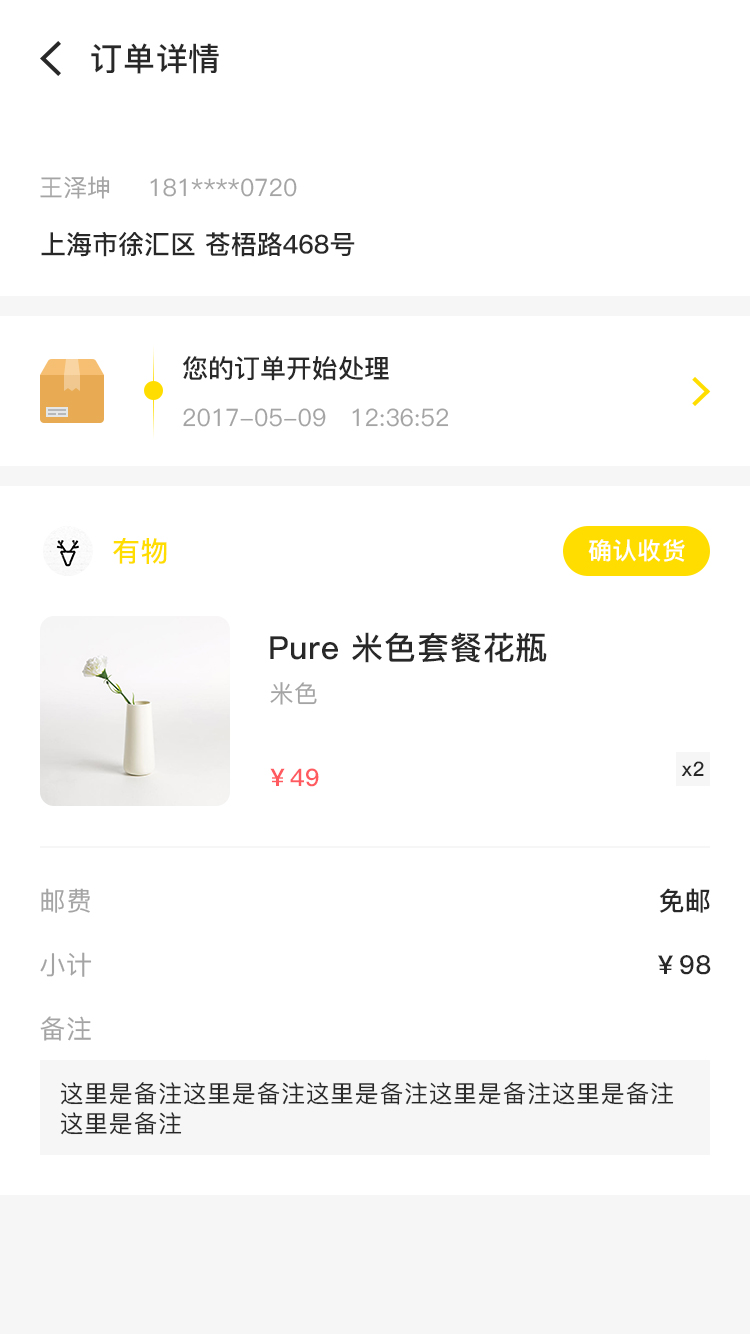 订单详情
王泽坤 181****0720
上海市徐汇区 苍梧路468号
您的订单开始处理
2017–05–09 12:36:52
有物 确认收货
Pure 米色套餐花瓶
米色
¥ 49 x2
邮费 免邮
小计 ¥ 98
备注
这里是备注这里是备注这里是备注这里是备注这里是备注
这里是备注